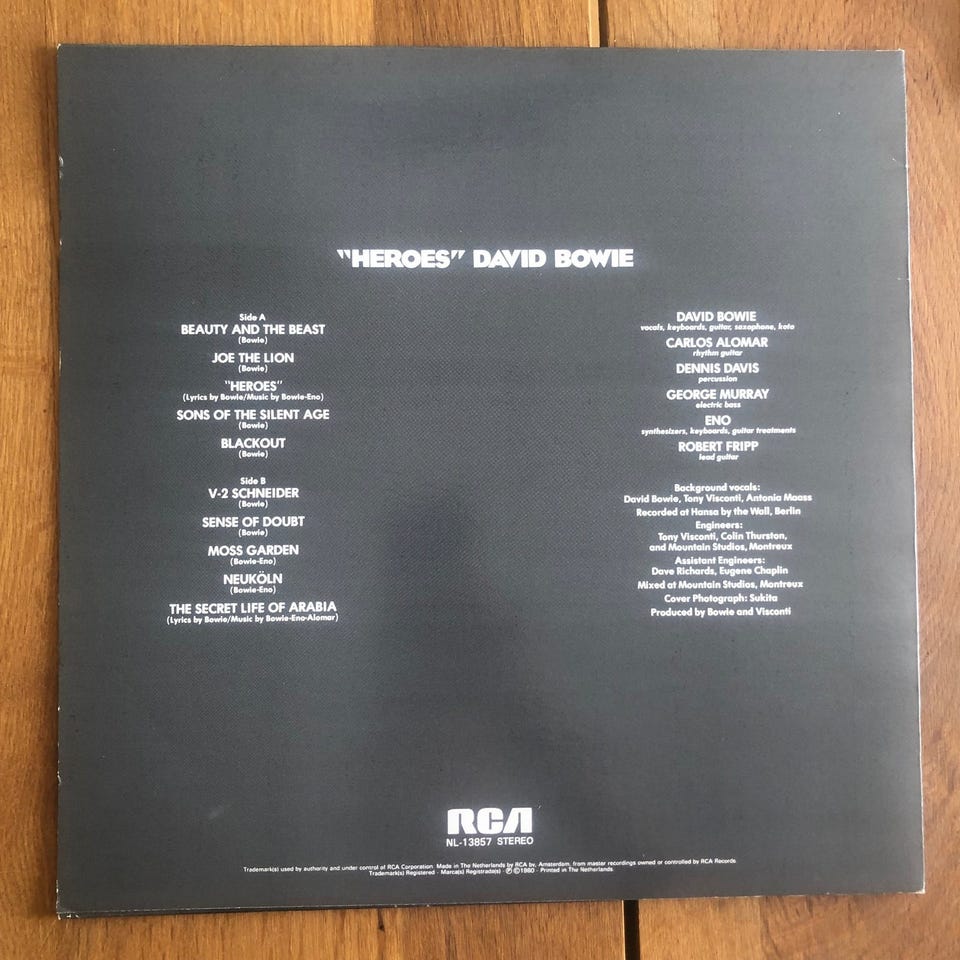 "HEROES" DAVID BOWIE
Side A
BEAUTY AND THE BEAST
(Bowie)
JOE THE LION
(Bowie)
"HEROES"
(Lyrics by Bowie/Music by Bowie-Eno)
SONS OF THE SILENT AGE
(Bowie)
BLACKOUT
(Bowie)
Side B
V-2 SCHNEIDER
(Bowie)
SENSE OF DOUBT
(Bowie)
MOSS GARDEN
(Bowie-Eno)
NEUKÖLN
(Bowie-Eno)
THE SECRET LIFE OF ARABIA
(Lyrics by Bowie/Music by Bowie-Eno-Alomar)
DAVID BOWIE
vocals, keyboards, guitar, saxophone, koto
CARLOS ALOMAR
rhythm guitar
DENNIS DAVIS
percussion
GEORGE MURRAY
electric bass
ENO
synthesizers, keyboards, guitar treatments
ROBERT FRIPP
lead guitar
Background vocals:
David Bowie, Tony Visconti, Antonia Maass
Recorded at Hansa by the Wall, Berlin
Engineers:
Tony Visconti, Colin Thurston,
and Mountain Studios, Montreux
Assistant Engineers:
Dave Richards, Eugene Chaplin
Mixed at Mountain Studios, Montreux
Cover Photograph: Sukita
Produced by Bowie and Visconti
RCA
NL-13857 STEREO
Trademark(s) used by authority and under control of RCA Corporation. Made in The Netherlands by RCA bv, Amsterdam, from master recordings owned or controlled by RCA Records.
Trademark(s) Registered · Marca(s) Registrada(s) · ℗©1980 · Printed in The Netherlands